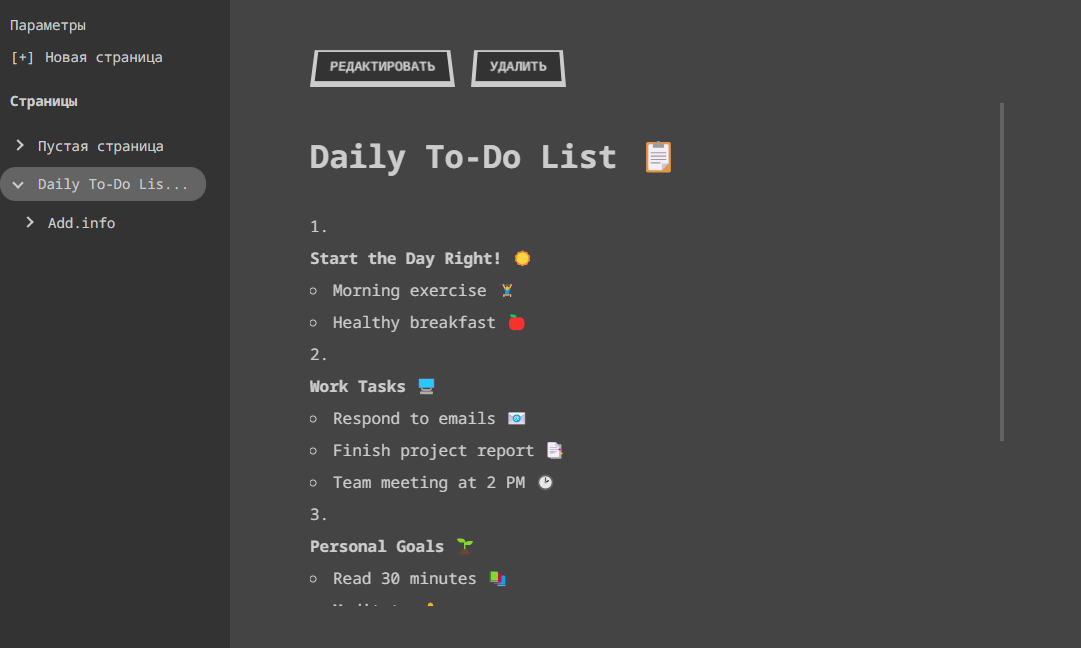 Параметры
[+] Новая страница
Страницы
Пустая страница
Daily To-Do Lis...
Add.info
РЕДАКТИРОВАТЬ
УДАЛИТЬ
Daily To-Do List 📋
1.
Start the Day Right!
Morning exercise
Healthy breakfast
2.
Work Tasks
Respond to emails
Finish project report
Team meeting at 2 PM
3.
Personal Goals
Read 30 minutes